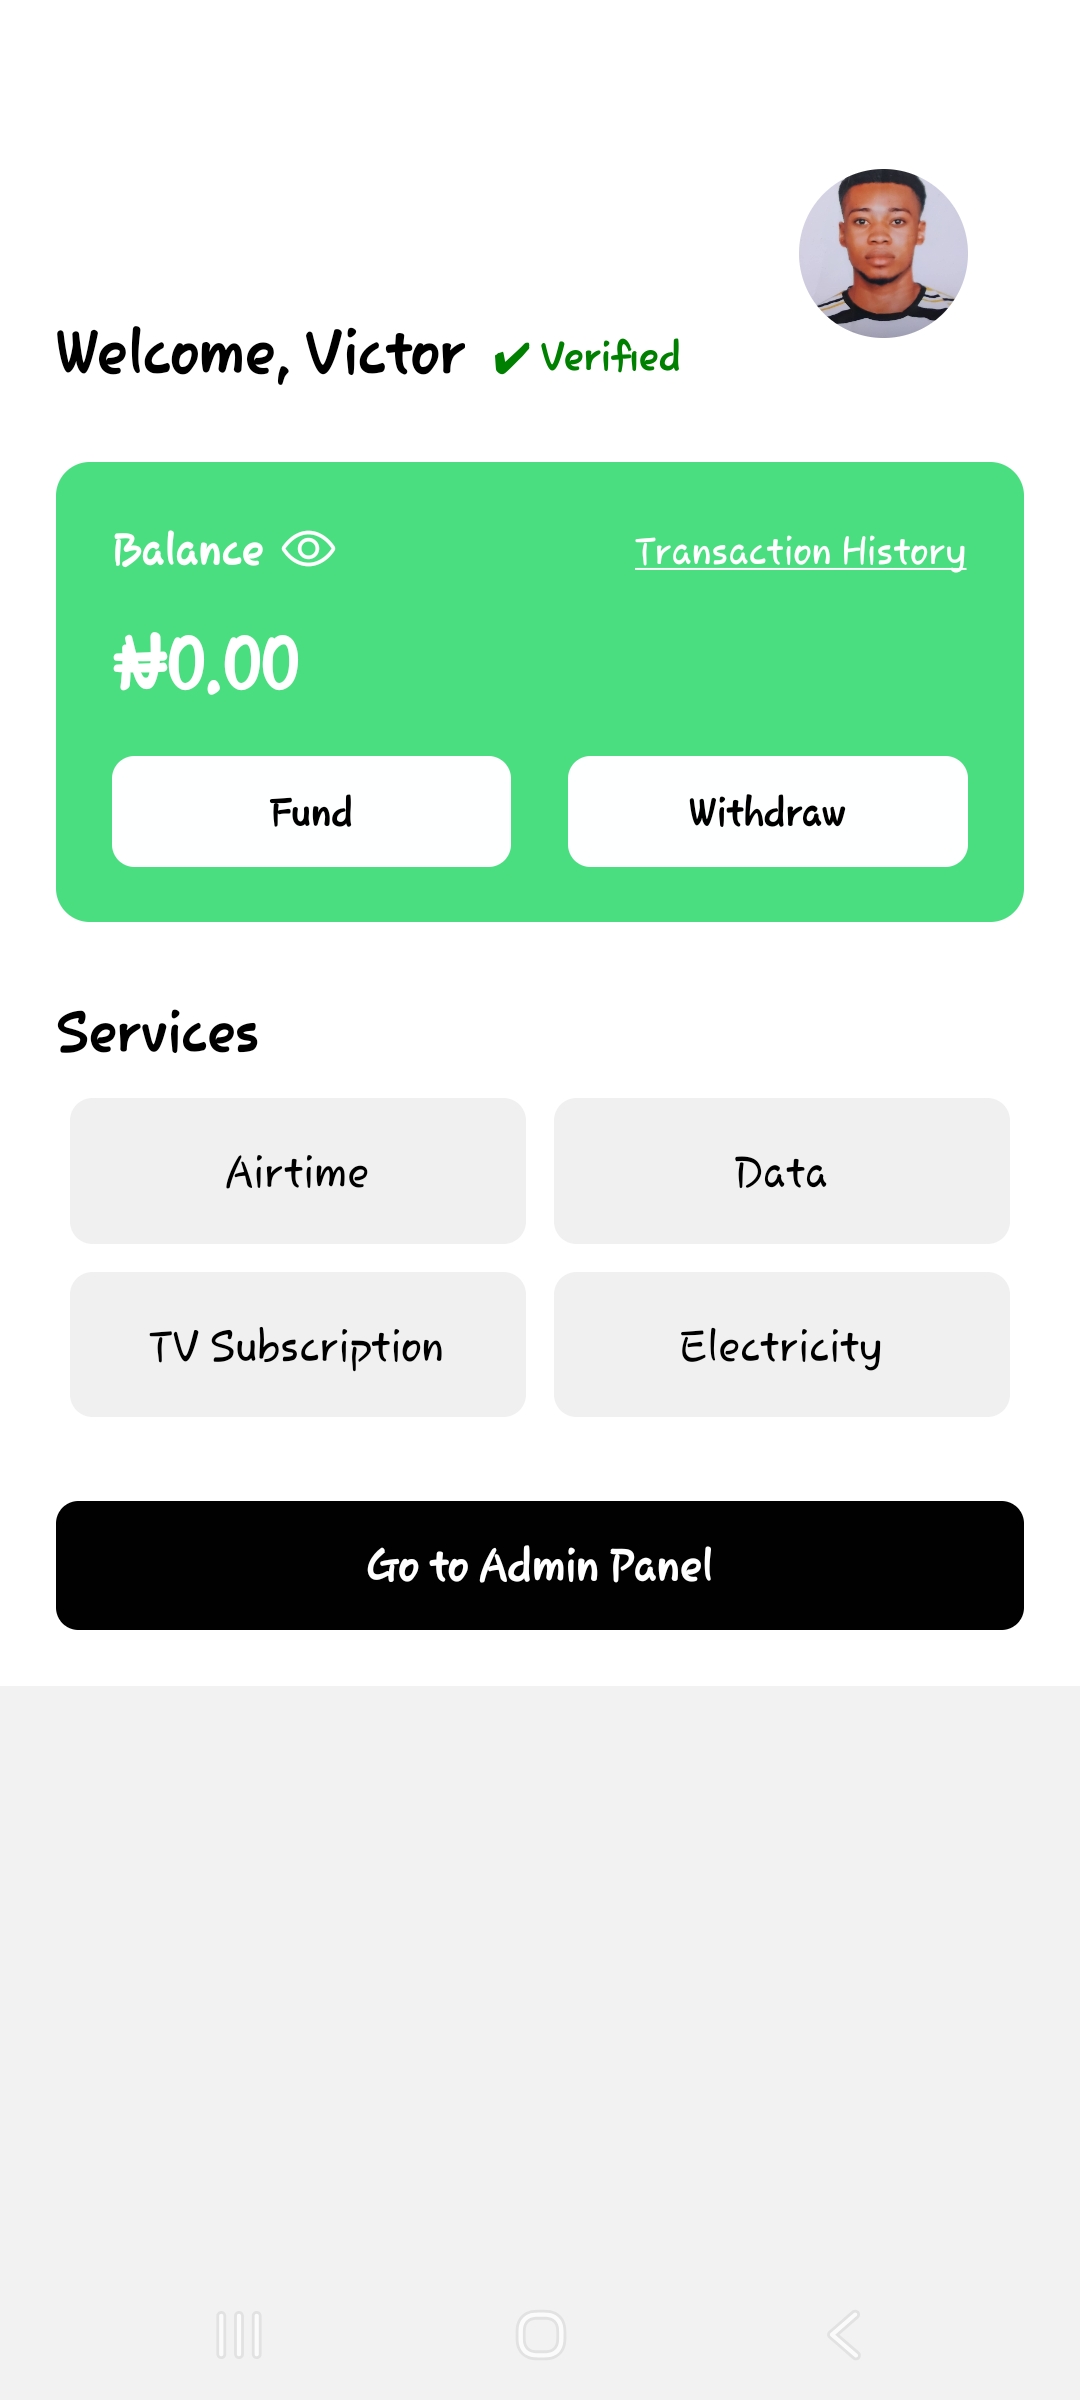 Welcome, Victor ✔ Verified
Balance Transaction History
₦0.00
Fund Withdraw
Services
Airtime Data
TV Subscription Electricity
Go to Admin Panel